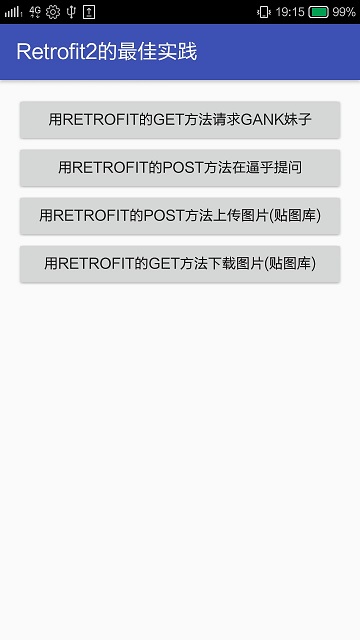 4G 19:15 99%
Retrofit2的最佳实践
用RETROFIT的GET方法请求GANK妹子
用RETROFIT的POST方法在逼乎提问
用RETROFIT的POST方法上传图片(贴图库)
用RETROFIT的GET方法下载图片(贴图库)